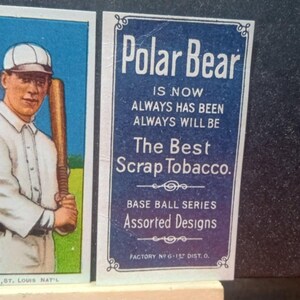 Polar Bear
IS NOW
ALWAYS HAS BEEN
ALWAYS WILL BE
The Best
Scrap Tobacco.
BASE BALL SERIES
Assorted Designs
FACTORY Nº 6-1ST DIST. O.
, ST. LOUIS NAT'L